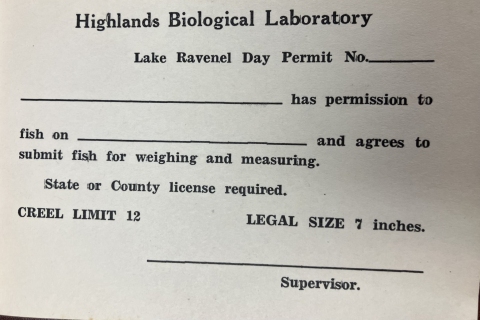 Highlands Biological Laboratory
Lake Ravenel Day Permit No.
has permission to
fish on and agrees to
submit fish for weighing and measuring.
State or County license required.
CREEL LIMIT 12 LEGAL SIZE 7 inches.
Supervisor.